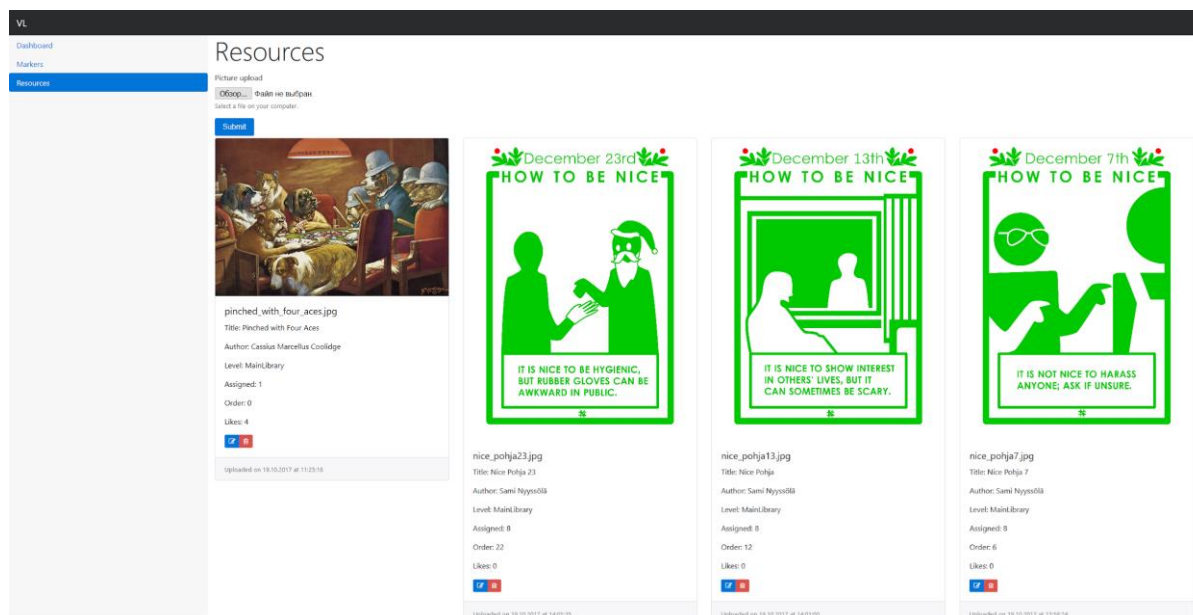 VL
Dashboard
Markers
Resources
Resources
Picture upload
Обзор... Файл не выбран
Select a file on your computer
Submit
pinched_with_four_aces.jpg
Title: Pinched with Four Aces
Author: Cassius Marcellus Coolidge
Level: MainLibrary
Assigned: 1
Order: 0
Likes: 4
Uploaded on 16.10.2017 at
December 23rd
HOW TO BE NICE
IT IS NICE TO BE HYGIENIC,
BUT RUBBER GLOVES CAN BE
AWKWARD IN PUBLIC.
nice_pohja23.jpg
Title: Nice Pohja 23
Author: Sami Nyyssölä
Level: MainLibrary
Assigned: 8
Order: 22
Likes: 0
December 13th
HOW TO BE NICE
IT IS NICE TO SHOW INTEREST
IN OTHERS' LIVES, BUT IT
CAN SOMETIMES BE SCARY.
nice_pohja13.jpg
Title: Nice Pohja
Author: Sami Nyyssölä
Level: MainLibrary
Assigned: 8
Order: 12
Likes: 0
December 7th
HOW TO BE NICE
IT IS NOT NICE TO HARASS
ANYONE; ASK IF UNSURE.
nice_pohja7.jpg
Title: Nice Pohja 7
Author: Sami Nyyssölä
Level: MainLibrary
Assigned: 8
Order: 6
Likes: 0